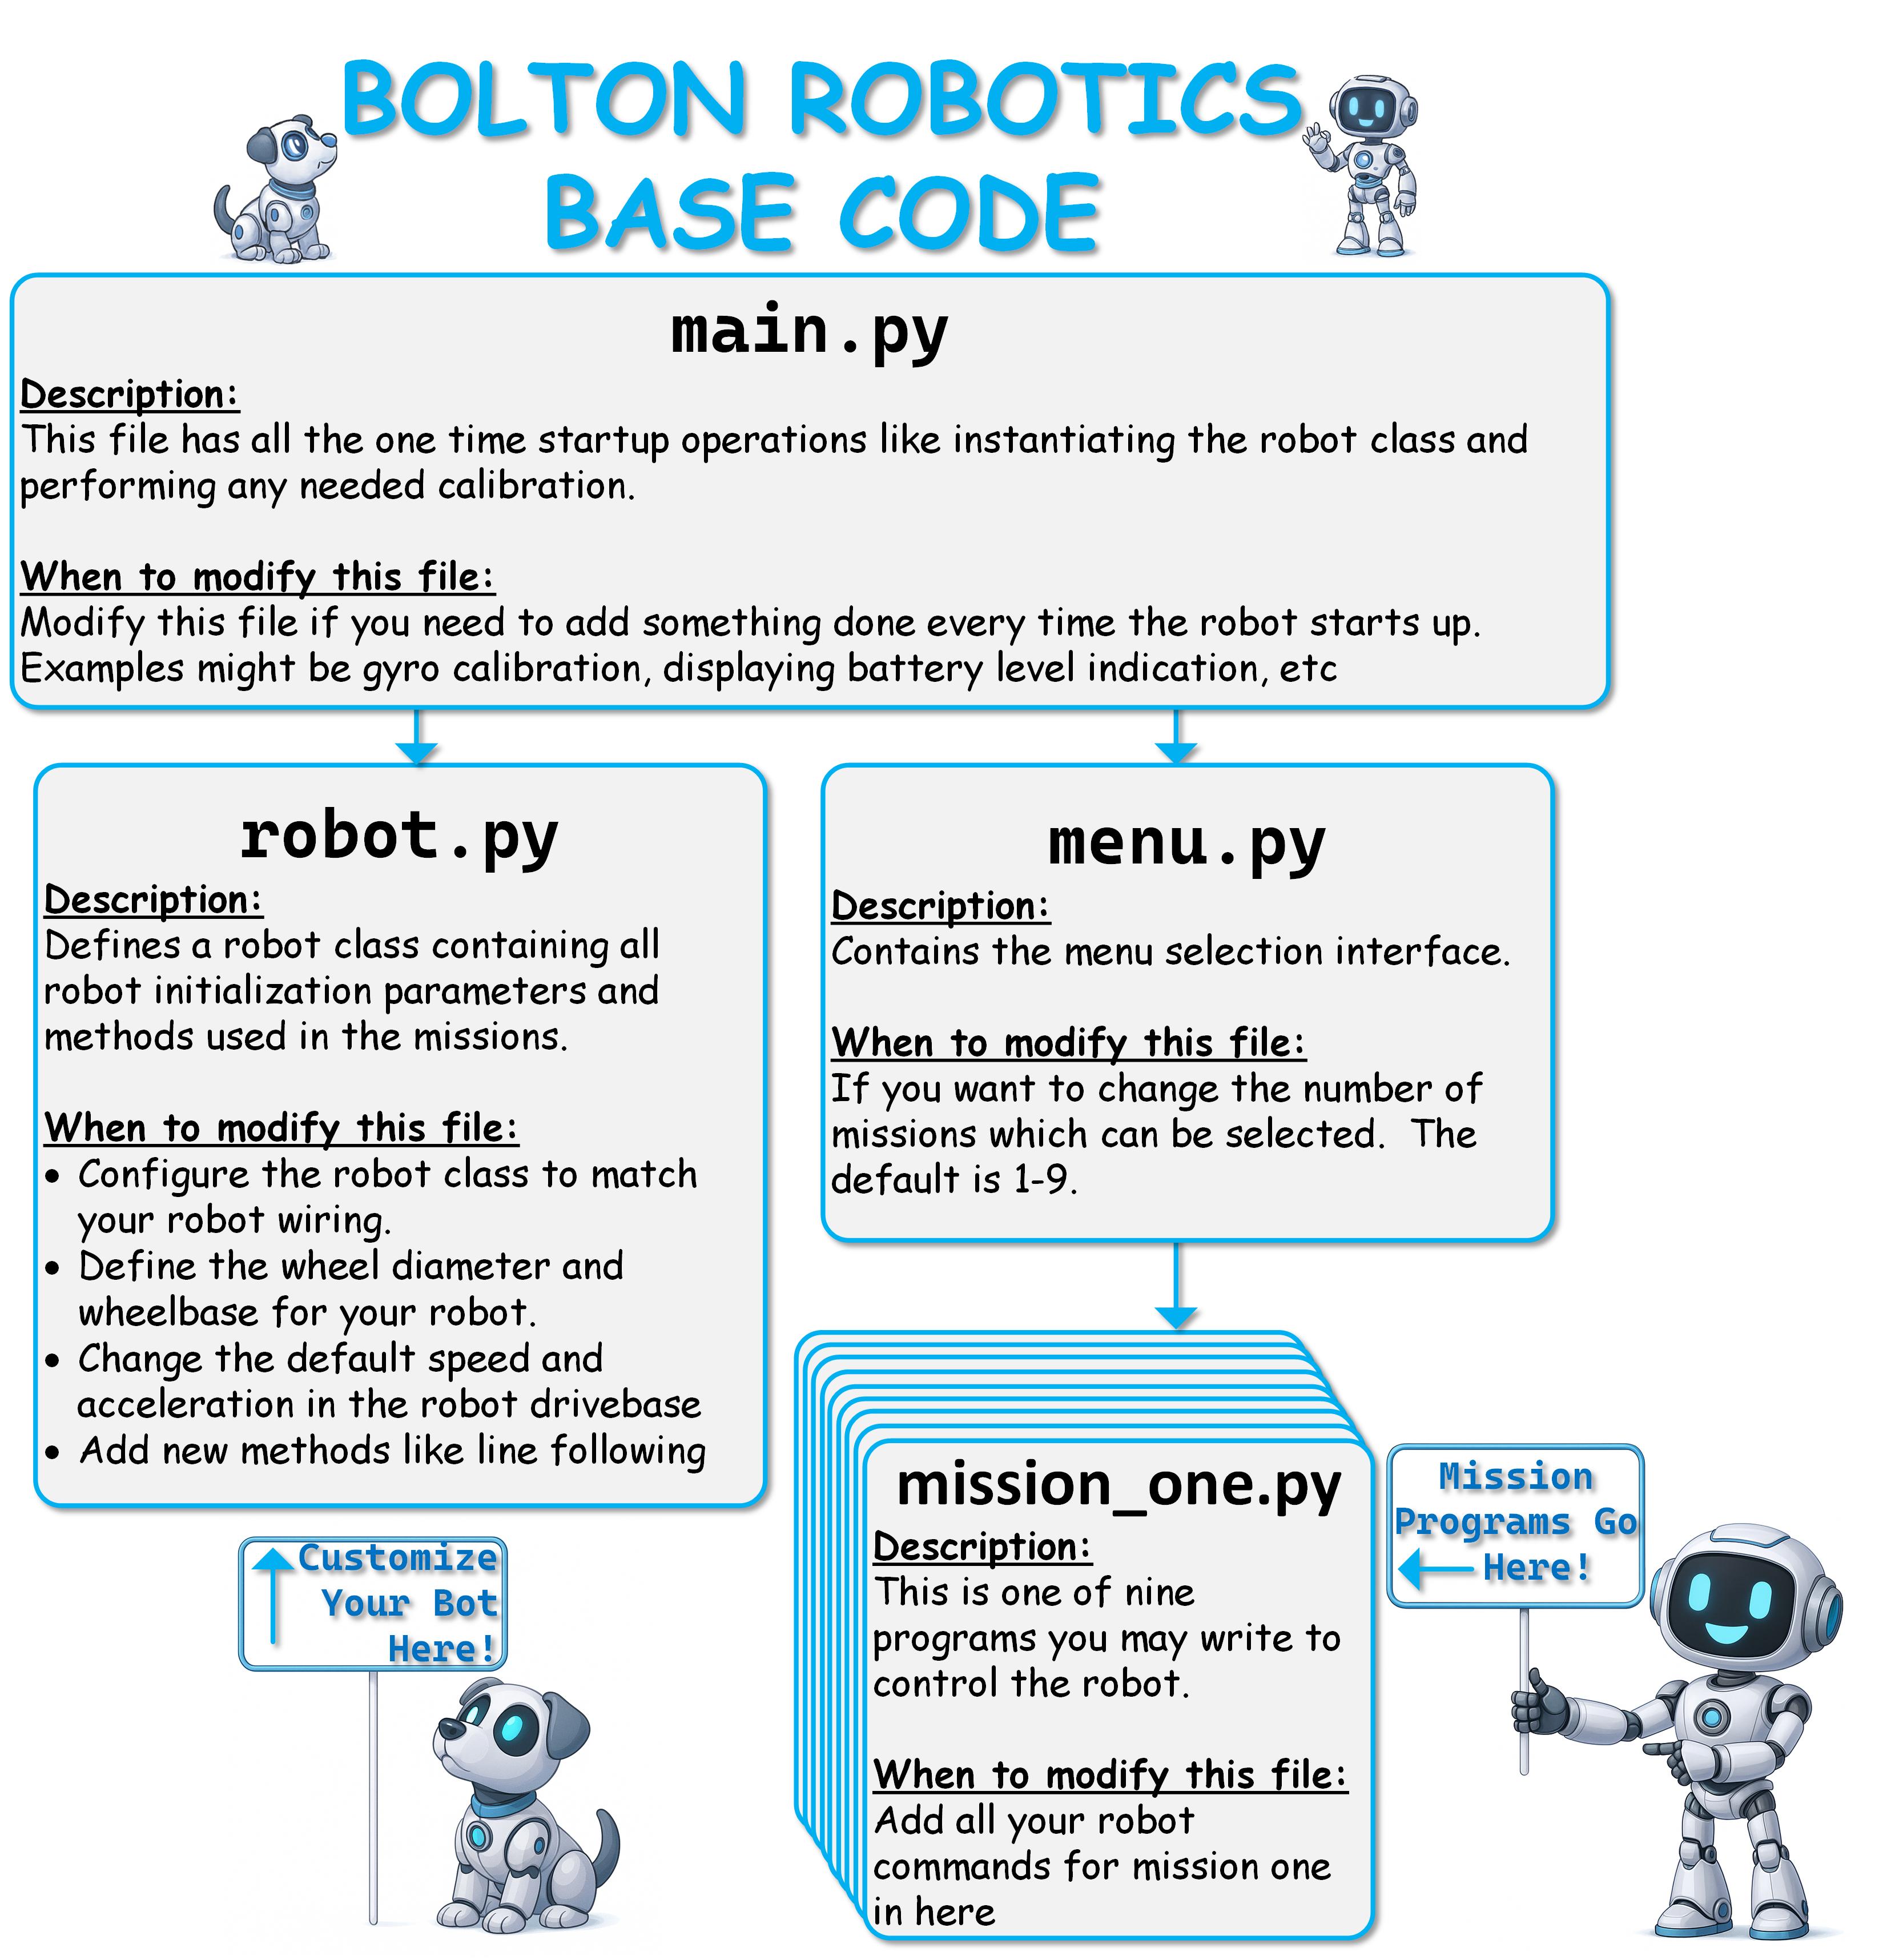 BOLTON ROBOTICS
BASE CODE
main.py
Description:
This file has all the one time startup operations like instantiating the robot class and
performing any needed calibration.
When to modify this file:
Modify this file if you need to add something done every time the robot starts up.
Examples might be gyro calibration, displaying battery level indication, etc
robot.py
Description:
Defines a robot class containing all
robot initialization parameters and
methods used in the missions.
When to modify this file:
• Configure the robot class to match
your robot wiring.
• Define the wheel diameter and
wheelbase for your robot.
• Change the default speed and
acceleration in the robot drivebase
• Add new methods like line following
menu.py
Description:
Contains the menu selection interface.
When to modify this file:
If you want to change the number of
missions which can be selected.  The
default is 1-9.
mission_one.py
Description:
This is one of nine
programs you may write to
control the robot.
When to modify this file:
Add all your robot
commands for mission one
in here
Customize
Your Bot
Here!
Mission
Programs Go
Here!